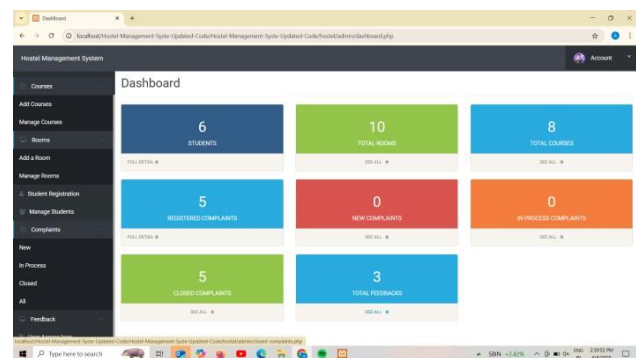 Dashboard
localhost/Hostel-Management-Syste-Updated-Code/Hostel-Management-Syste-Updated-Code/hostel/admin/dashboard.php
Hostel Management System
Account
Courses
Add Courses
Manage Courses
Rooms
Add a Room
Manage Rooms
Student Registration
Manage Students
Complaints
New
In Process
Closed
All
Feedback
Dashboard
6
STUDENTS
FULL DETAIL
10
TOTAL ROOMS
SEE ALL
8
TOTAL COURSES
SEE ALL
5
REGISTERED COMPLAINTS
FULL DETAIL
0
NEW COMPLAINTS
SEE ALL
0
IN PROCESS COMPLAINTS
SEE ALL
5
CLOSED COMPLAINTS
SEE ALL
3
TOTAL FEEDBACKS
SEE ALL
localhost/Hostel-Management-Syste-Updated-Code/Hostel-Management-Syste-Updated-Code/hostel/admin/closed-complaints.php
Type here to search
SBIN +2.42%
ENG
2:39:53 PM